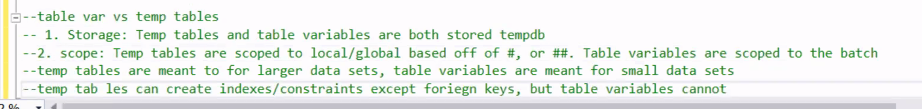 --table var vs temp tables
-- 1. Storage: Temp tables and table variables are both stored tempdb
--2. scope: Temp tables are scoped to local/global based off of #, or ##. Table variables are scoped to the batch
--temp tables are meant to for larger data sets, table variables are meant for small data sets
--temp tab les can create indexes/constraints except foriegn keys, but table variables cannot